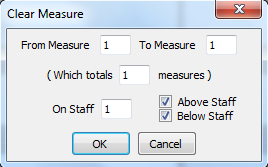 Clear Measure
From Measure 1 To Measure 1
( Which totals 1 measures )
On Staff 1 Above Staff
Below Staff
OK Cancel